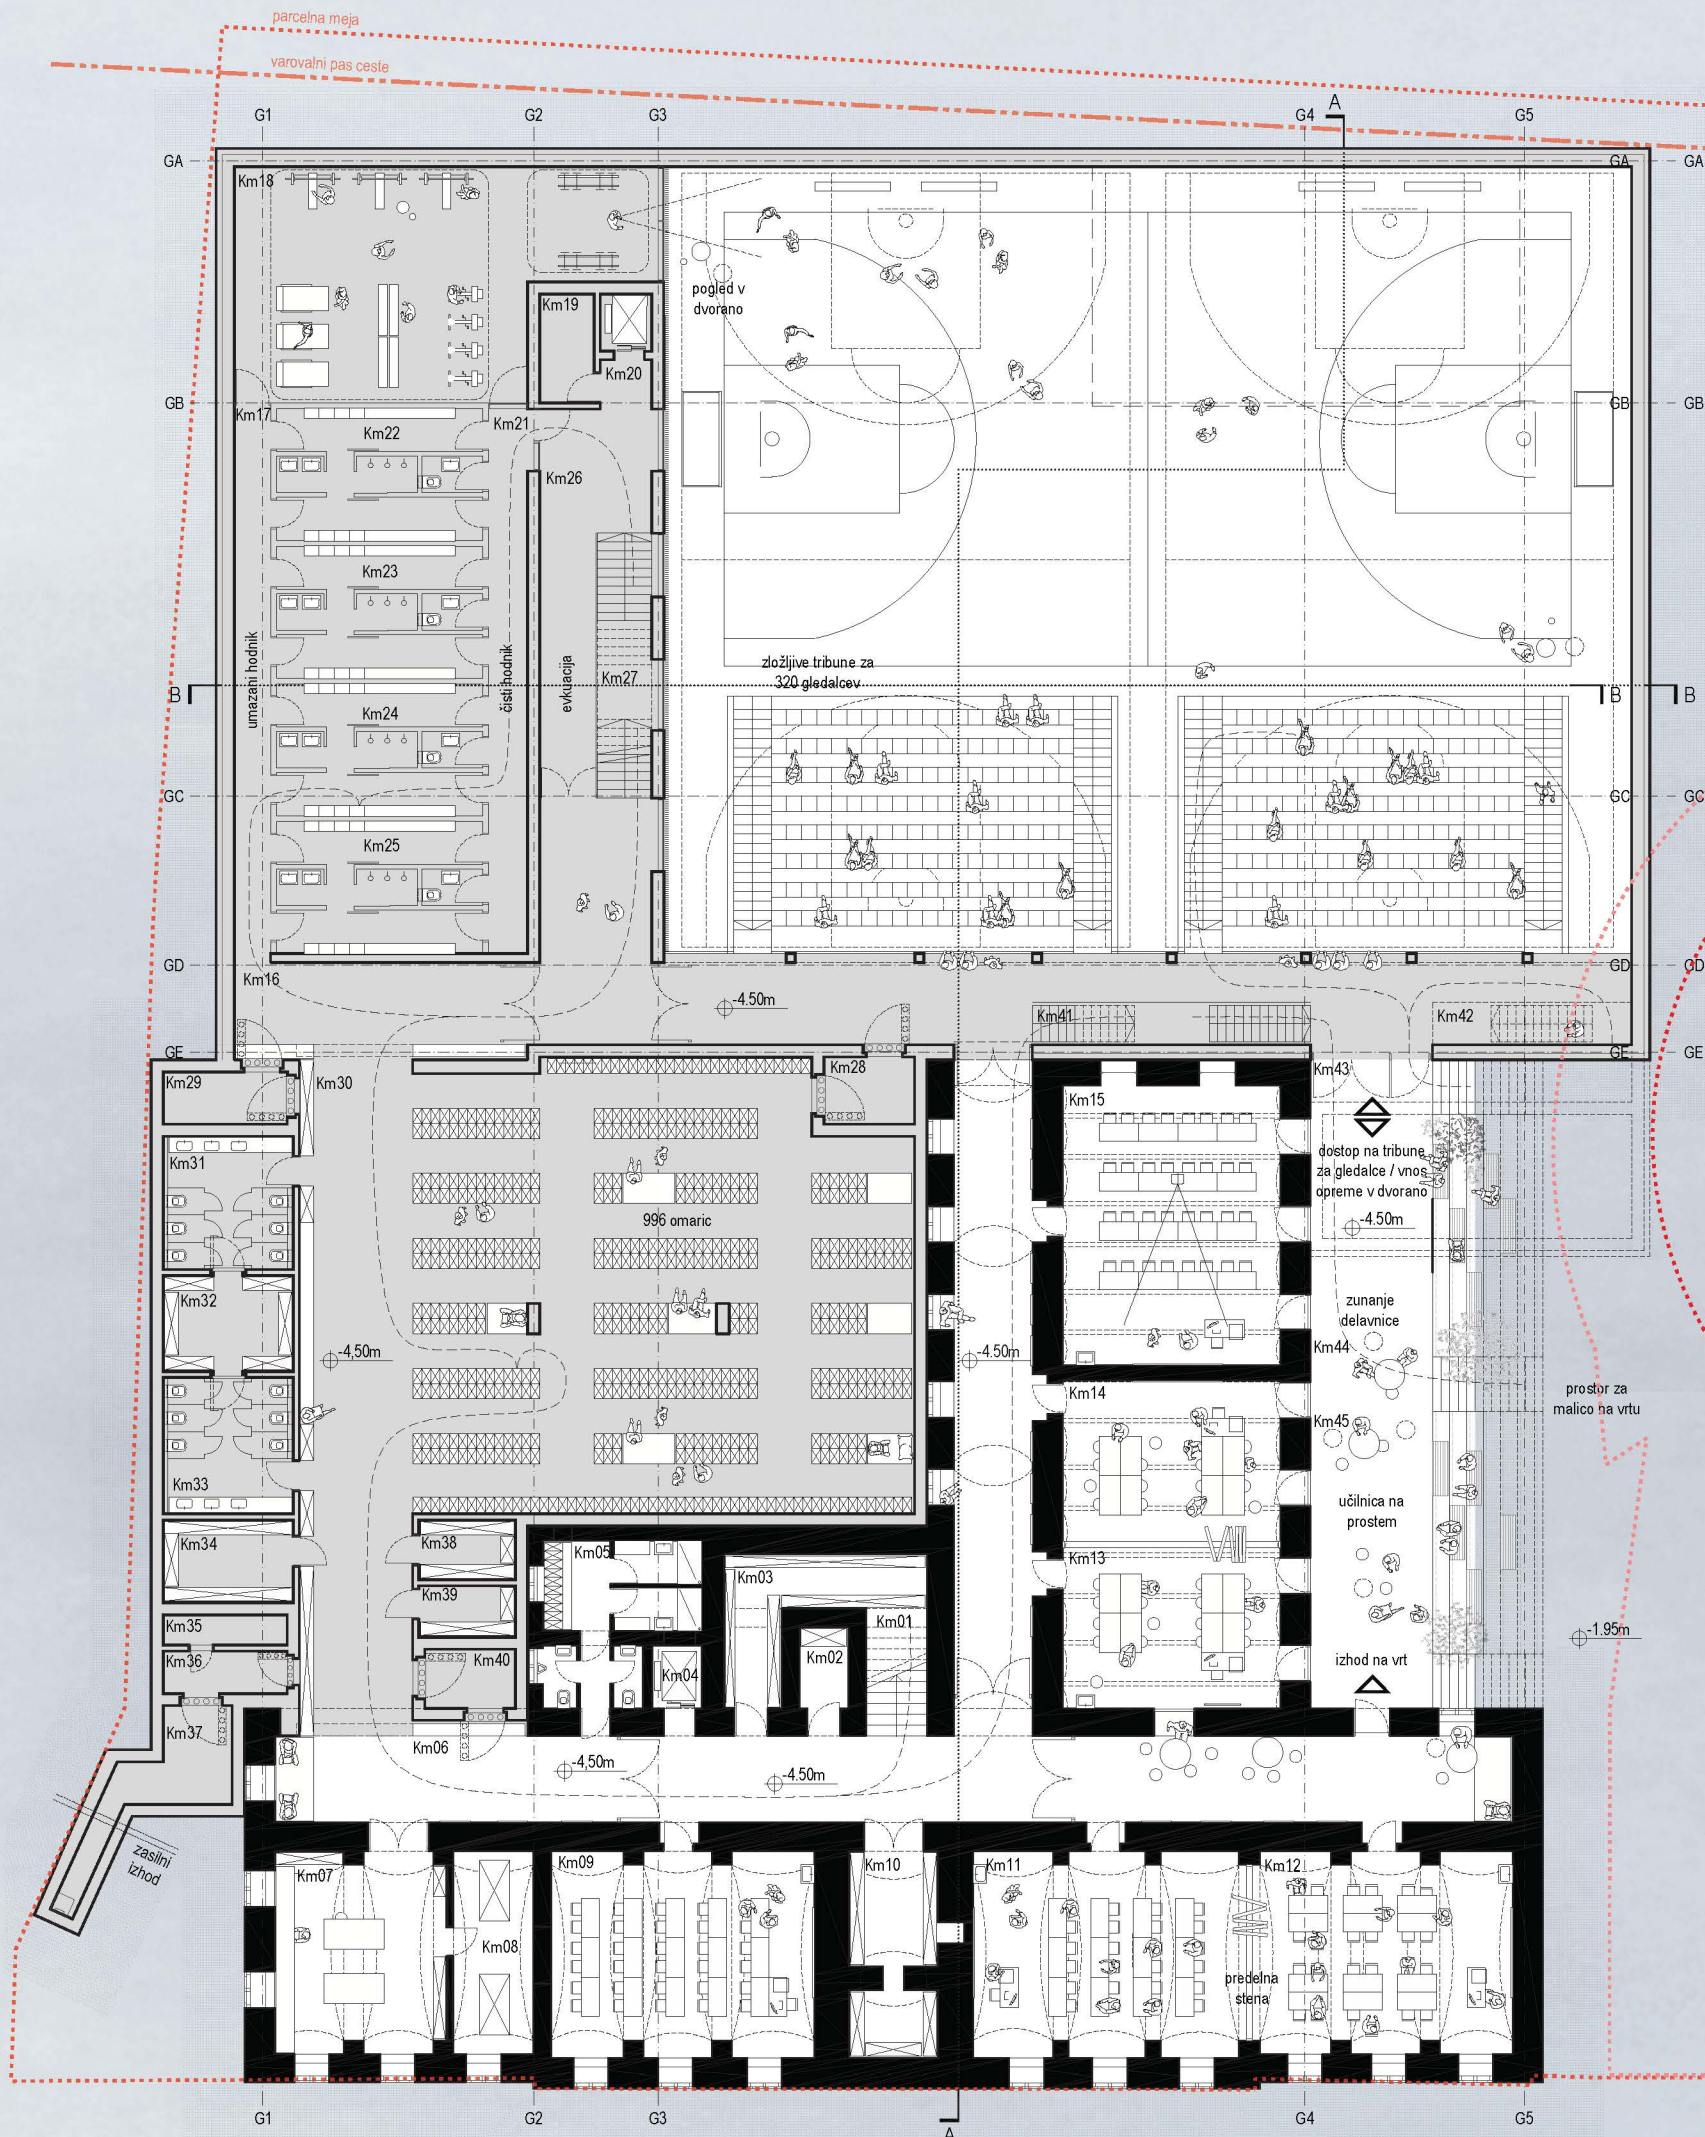 parcelna meja
varovalni pas ceste
A
G1
G2
G3
G4
G5
GA
GA
GA
Km18
Km19
pogled v
dvorano
Km20
GB
GB
GB
Km17
Km21
Km22
Km26
Km23
umazani hodnik
čisti hodnik
evkuacija
zložljive tribune za
320 gledalcev
Km27
B
B
B
Km24
GC
GC
GC
Km25
GD
GD
GD
Km16
-4.50m
Km41
Km42
GE
GE
GE
Km29
Km30
Km28
Km43
Km15
Km31
dostop na tribune
za gledalce / vnos
opreme v dvorano
996 omaric
-4.50m
Km32
zunanje
delavnice
Km44
-4,50m
-4.50m
Km14
prostor za
malico na vrtu
Km45
Km33
učilnica na
prostem
Km34
Km38
Km05
Km13
Km03
Km39
Km35
Km01
-1.95m
Km36
Km40
Km02
Km04
izhod na vrt
Km37
Km06
-4,50m
-4.50m
zasilni
izhod
Km07
Km09
Km10
Km11
Km12
Km08
predelna
stena
G1
G2
G3
A
G4
G5